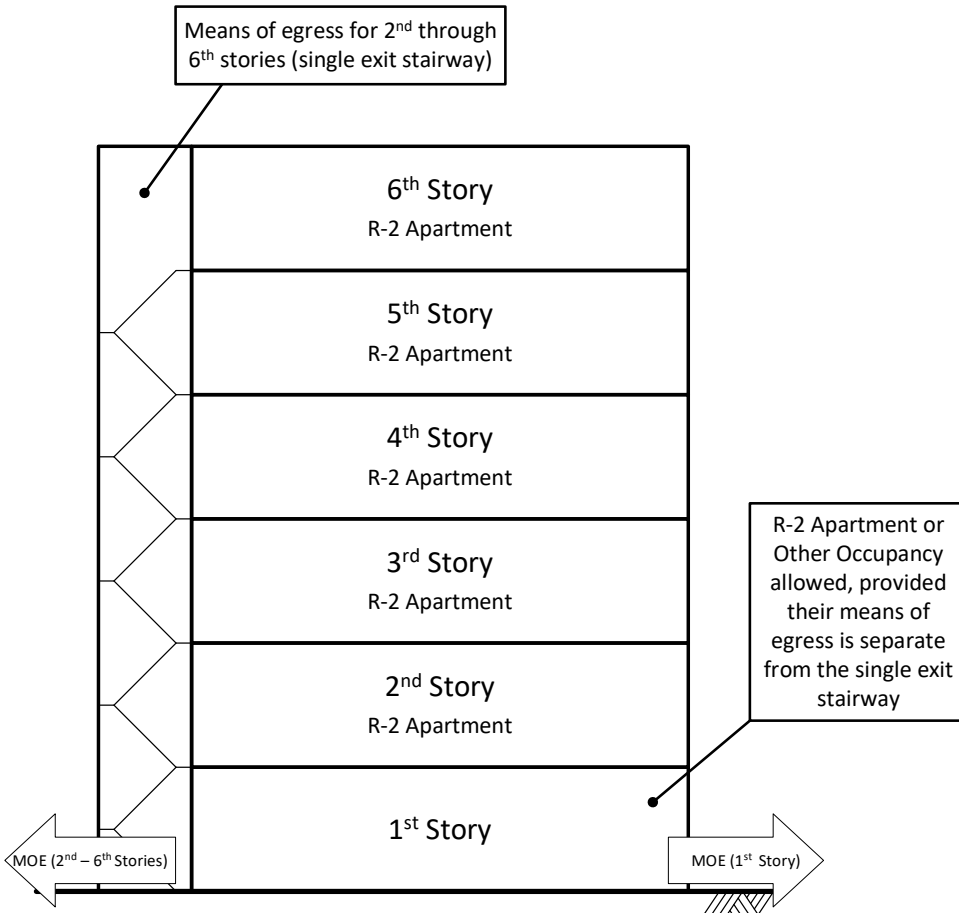 Means of egress for 2nd through
6th stories (single exit stairway)
6th Story
R-2 Apartment
5th Story
R-2 Apartment
4th Story
R-2 Apartment
3rd Story
R-2 Apartment
2nd Story
R-2 Apartment
R-2 Apartment or
Other Occupancy
allowed, provided
their means of
egress is separate
from the single exit
stairway
1st Story
MOE (2nd – 6th Stories)
MOE (1st Story)